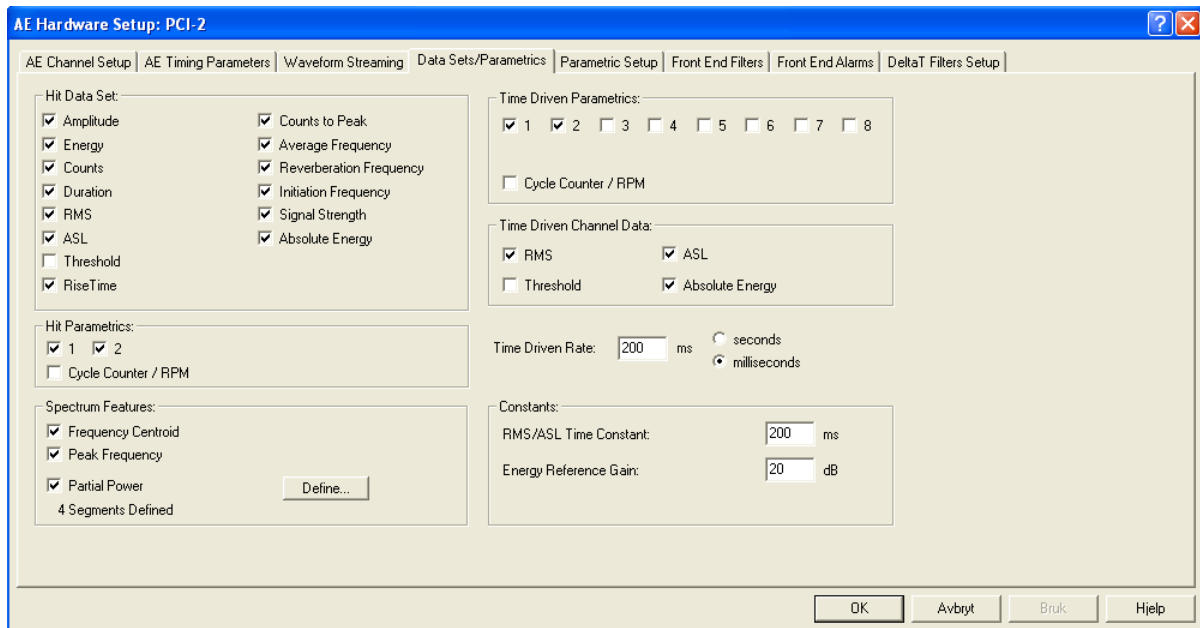 AE Hardware Setup: PCI-2
AE Channel Setup AE Timing Parameters Waveform Streaming Data Sets/Parametrics Parametric Setup Front End Filters Front End Alarms DeltaT Filters Setup
Hit Data Set:
Amplitude
Energy
Counts
Duration
RMS
ASL
Threshold
RiseTime
Counts to Peak
Average Frequency
Reverberation Frequency
Initiation Frequency
Signal Strength
Absolute Energy
Hit Parametrics:
1 2
Cycle Counter / RPM
Spectrum Features:
Frequency Centroid
Peak Frequency
Partial Power
Define...
4 Segments Defined
Time Driven Parametrics:
1 2 3 4 5 6 7 8
Cycle Counter / RPM
Time Driven Channel Data:
RMS ASL
Threshold Absolute Energy
Time Driven Rate: 200 ms
seconds
milliseconds
Constants:
RMS/ASL Time Constant: 200 ms
Energy Reference Gain: 20 dB
OK Avbryt Bruk Hjelp